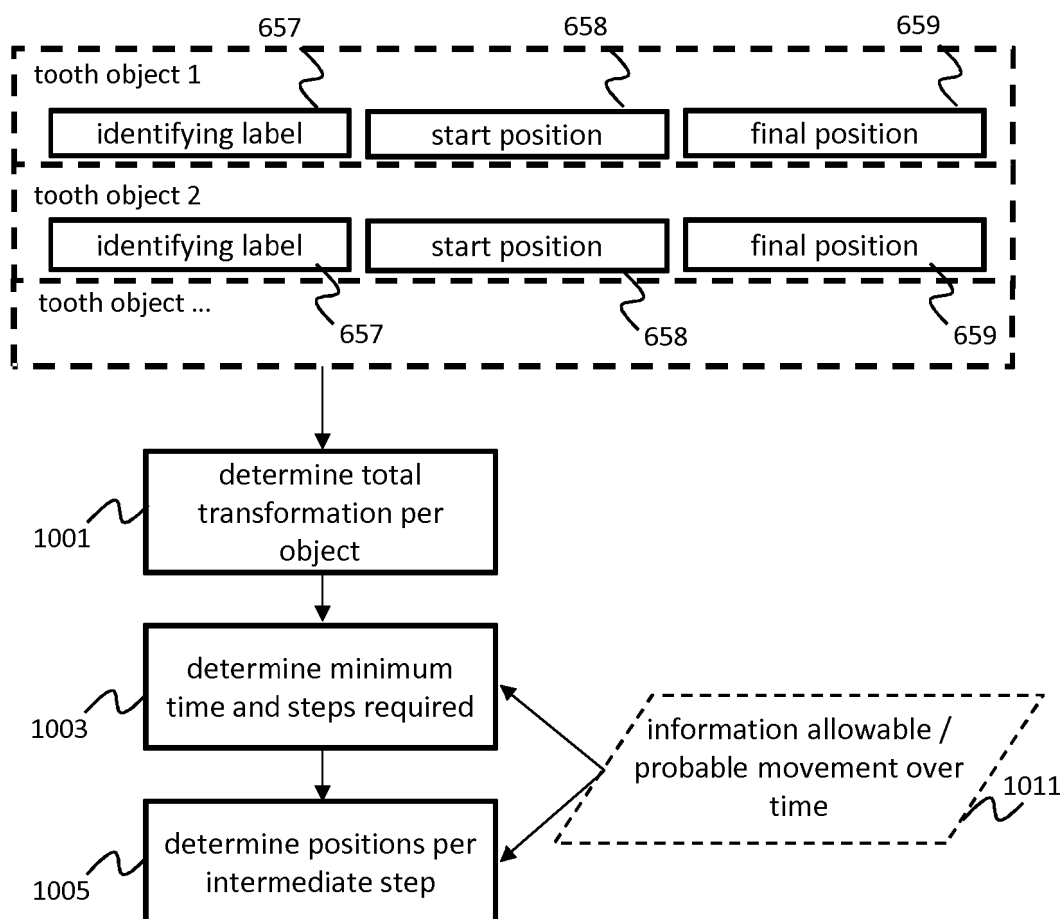 657 658 659
tooth object 1
identifying label start position final position
tooth object 2
identifying label start position final position
tooth object ...
657 658 659
determine total
transformation per
object
1001
determine minimum
time and steps required
1003
information allowable /
probable movement over
time
1011
determine positions per
intermediate step
1005